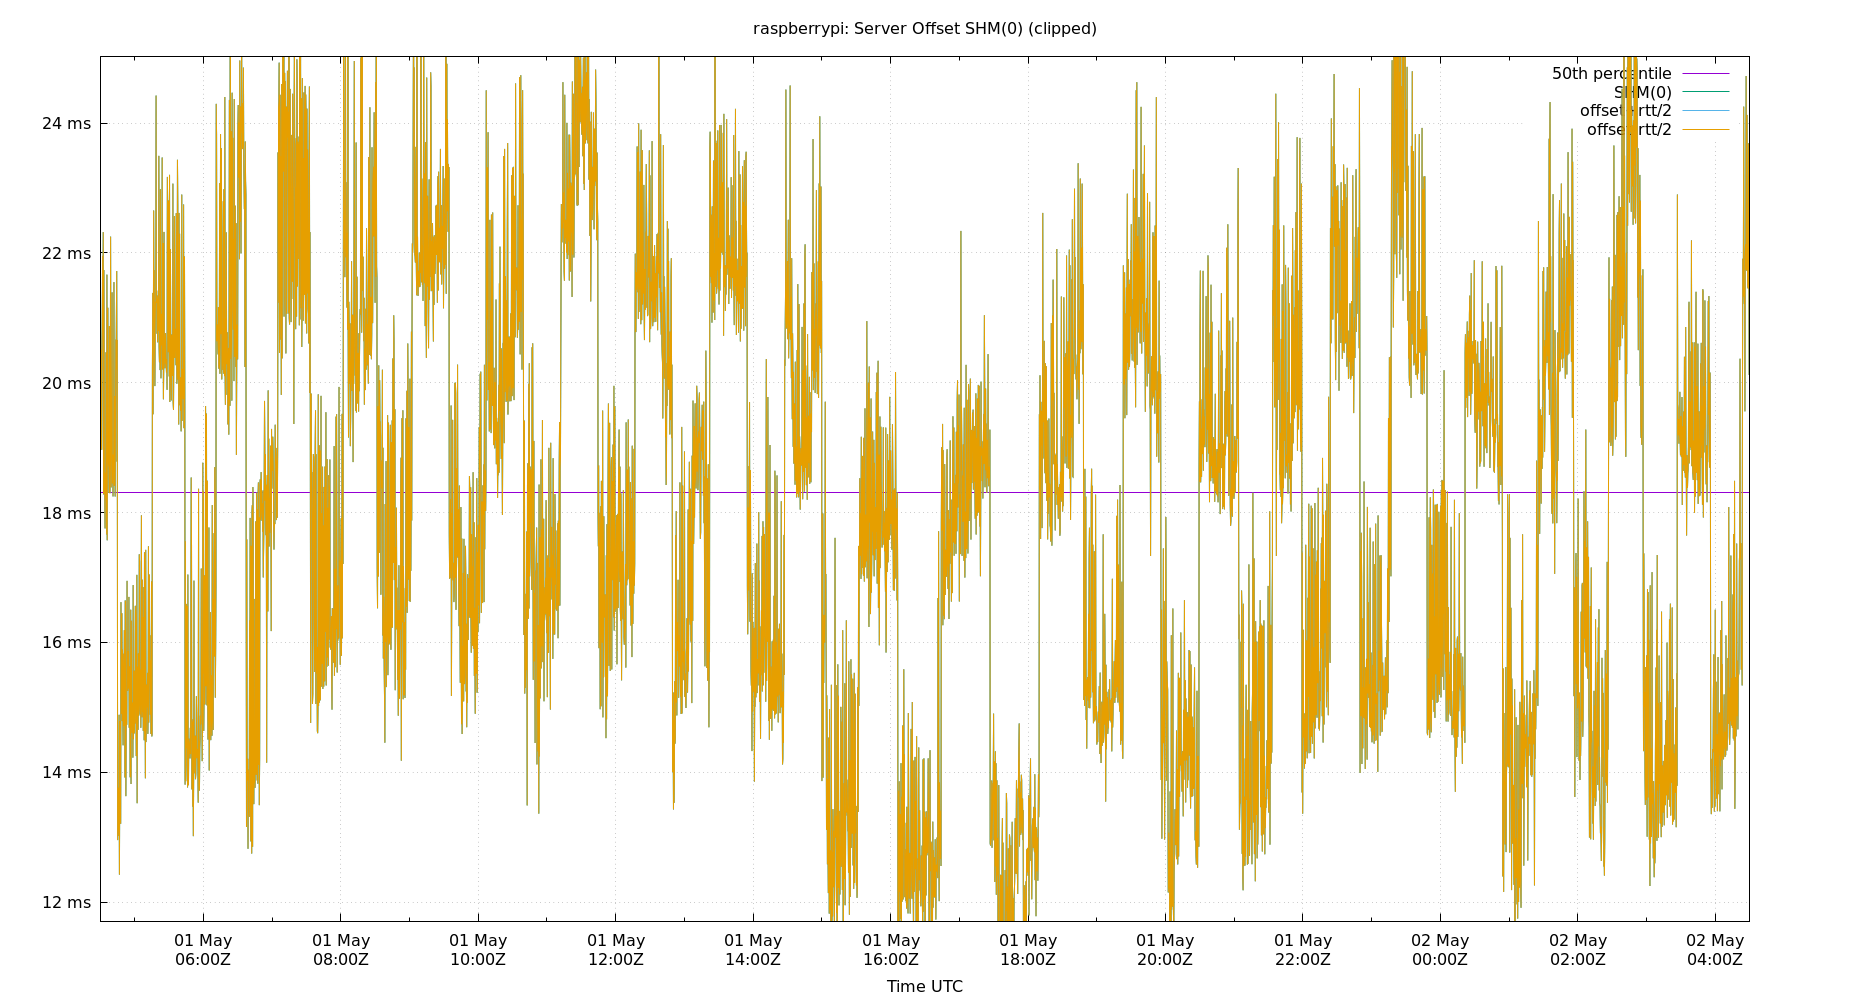 raspberrypi: Server Offset SHM(0) (clipped)
50th percentile
SHM(0)
offset-rtt/2
offset+rtt/2
24 ms
22 ms
20 ms
18 ms
16 ms
14 ms
12 ms
01 May 01 May 01 May 01 May 01 May 01 May 01 May 01 May 01 May 02 May 02 May 02 May
06:00Z 08:00Z 10:00Z 12:00Z 14:00Z 16:00Z 18:00Z 20:00Z 22:00Z 00:00Z 02:00Z 04:00Z
Time UTC